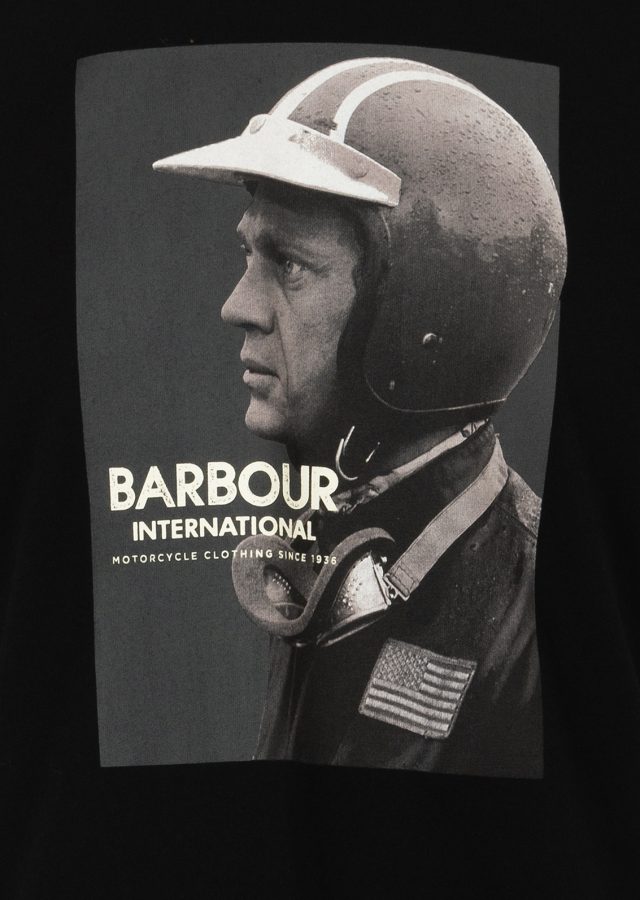 BARBOUR
INTERNATIONAL
MOTORCYCLE CLOTHING SINCE 1936